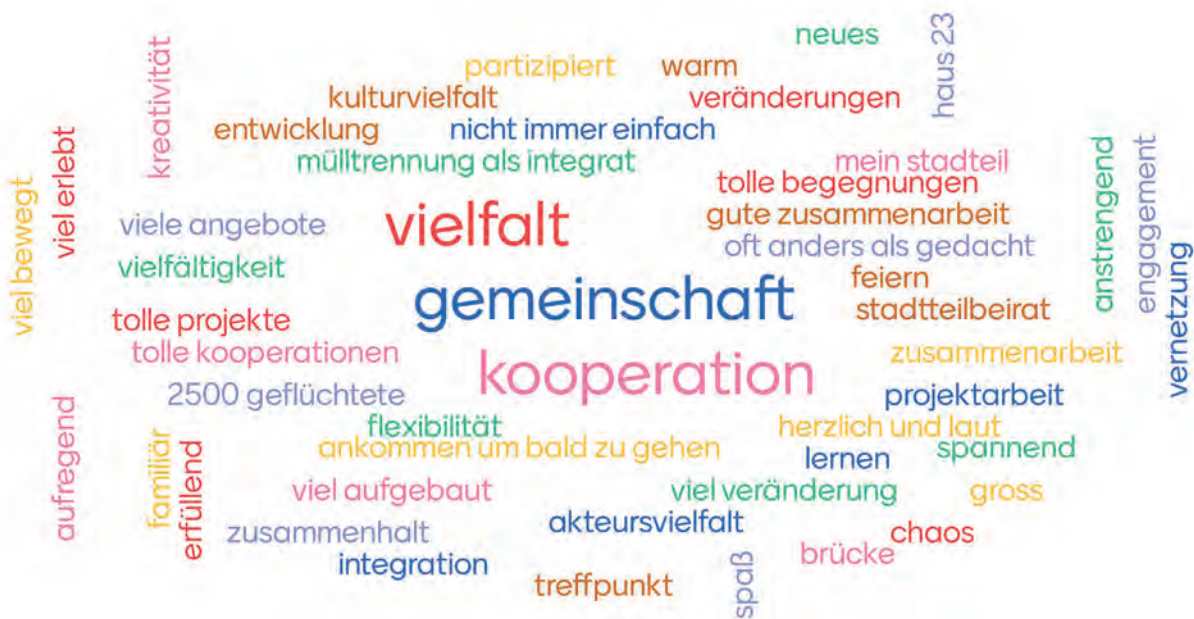 neues
haus 23
partizipiert
warm
kreativität
kulturvielfalt
veränderungen
entwicklung
nicht immer einfach
viel erlebt
mülltrennung als integrat
mein stadteil
anstrengend
engagement
viel bewegt
tolle begegnungen
viele angebote
vielfalt
gute zusammenarbeit
oft anders als gedacht
vielfältigkeit
feiern
vernetzung
gemeinschaft
stadtteilbeirat
tolle projekte
tolle kooperationen
zusammenarbeit
kooperation
2500 geflüchtete
projektarbeit
aufregend
flexibilität
herzlich und laut
familiär
erfüllend
ankommen um bald zu gehen
spannend
lernen
viel aufgebaut
viel veränderung
gross
zusammenhalt
akteursvielfalt
chaos
integration
brücke
treffpunkt
spaß